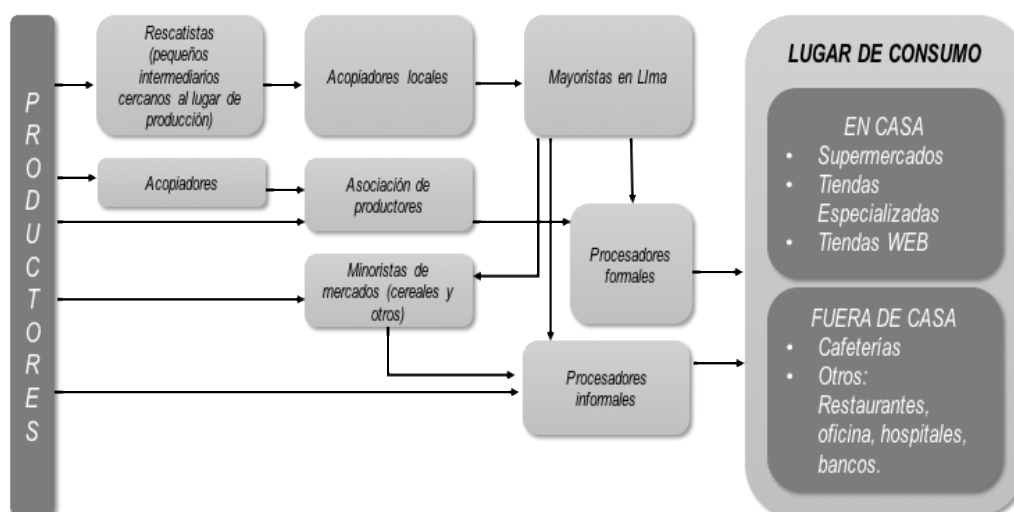 PRODUCTORES
Rescatistas
(pequeños
intermediarios
cercanos al lugar de
producción)
Acopiadores locales
Mayoristas en LIma
Acopiadores
Asociación de
productores
Minoristas de
mercados (cereales y
otros)
Procesadores
formales
Procesadores
informales
LUGAR DE CONSUMO
EN CASA
• Supermercados
• Tiendas
Especializadas
• Tiendas WEB
FUERA DE CASA
• Cafeterías
• Otros:
Restaurantes,
oficina, hospitales,
bancos.